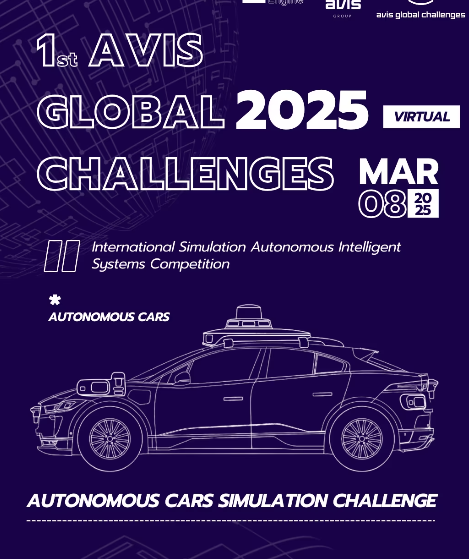 Engine
avis
GROUP
avis global challenges
1st AVIS
GLOBAL 2025 VIRTUAL
CHALLENGES
MAR
08 20
25
International Simulation Autonomous Intelligent
Systems Competition
*
AUTONOMOUS CARS
AUTONOMOUS CARS SIMULATION CHALLENGE